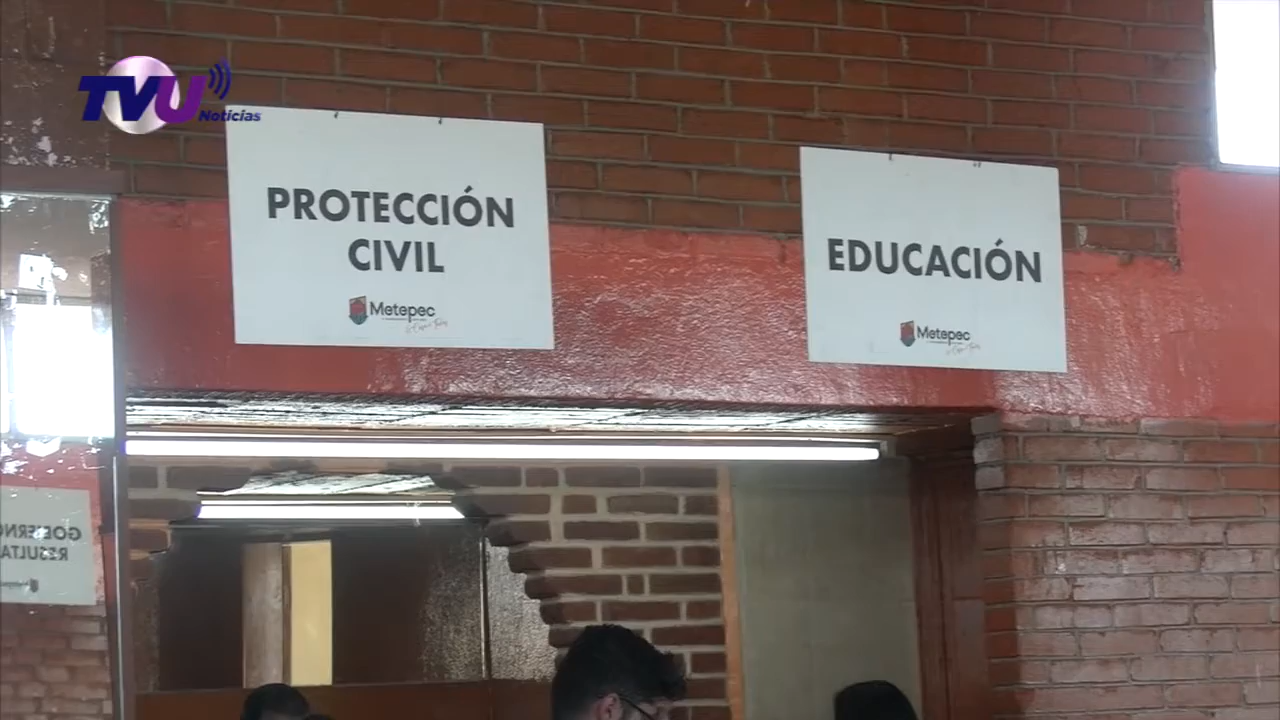 TVU
Noticias
PROTECCIÓN
CIVIL
Metepec
EDUCACIÓN
Metepec
GOBIERNO
RESULTA